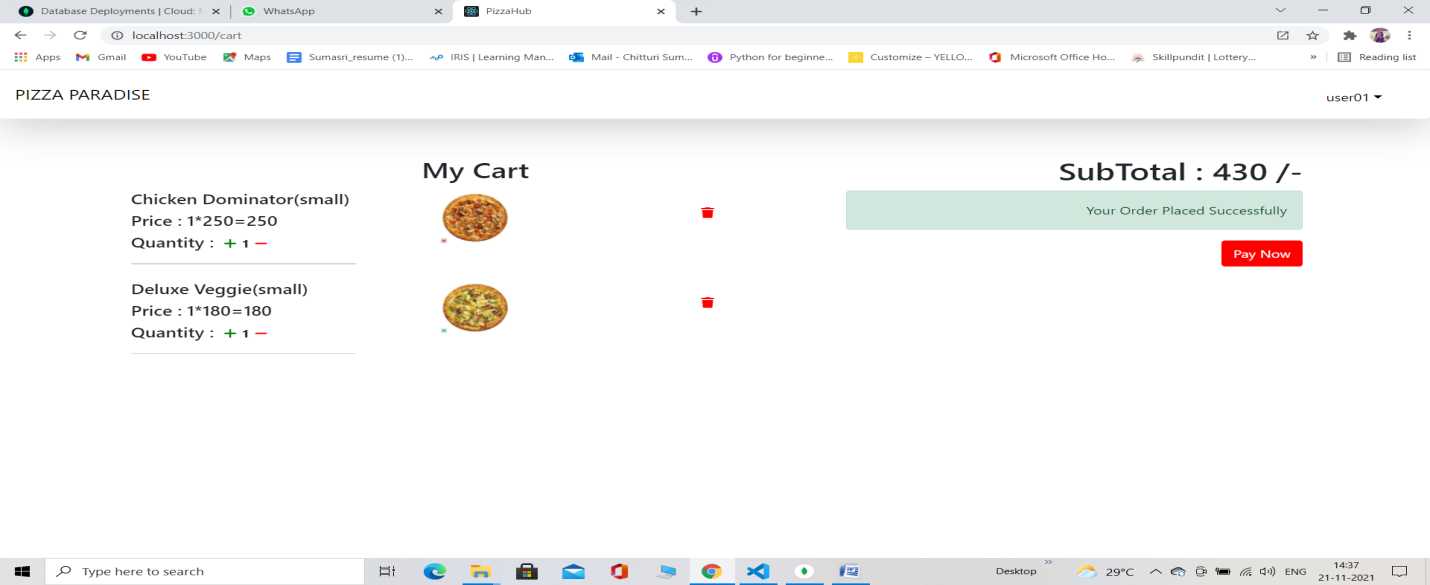 Database Deployments | Cloud:
WhatsApp
PizzaHub
localhost:3000/cart
Apps
Gmail
YouTube
Maps
Sumasri_resume (1)...
IRIS | Learning Man...
Mail - Chitturi Sum...
Python for beginne...
Customize – YELLO...
Microsoft Office Ho...
Skillpundit | Lottery...
»
Reading list
PIZZA PARADISE
user01
My Cart
SubTotal : 430 /-
Chicken Dominator(small)
Price : 1*250=250
Quantity : + 1 −
Your Order Placed Successfully
Pay Now
Deluxe Veggie(small)
Price : 1*180=180
Quantity : + 1 −
Type here to search
Desktop
»
29°C
ENG
14:37
21-11-2021